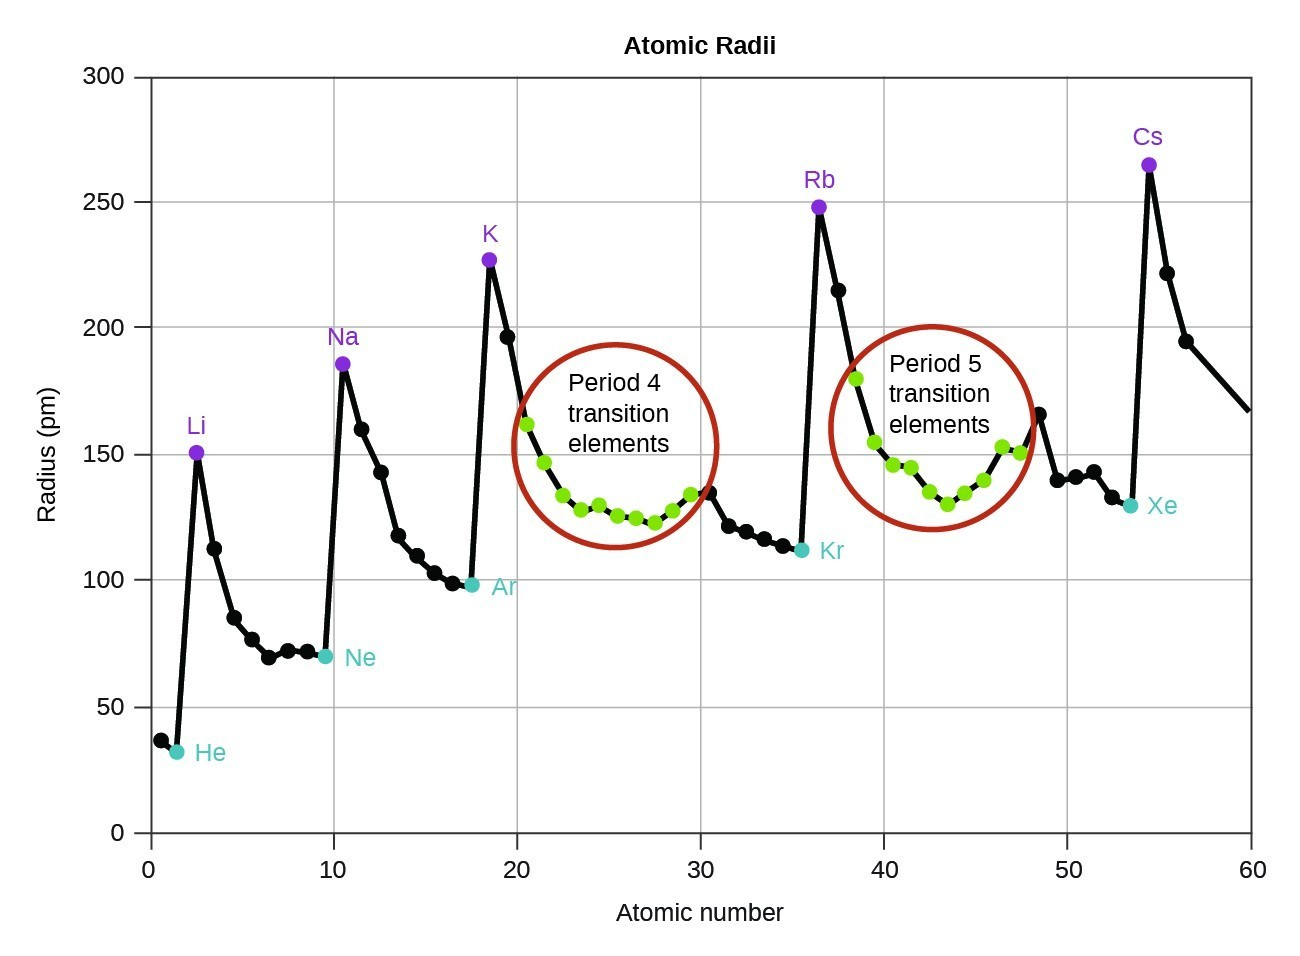 Atomic Radii
300
250
200
150
100
50
0
Radius (pm)
He
Li
Ne
Na
Ar
K
Period 4
transition
elements
Kr
Rb
Period 5
transition
elements
Xe
Cs
0
10
20
30
40
50
60
Atomic number